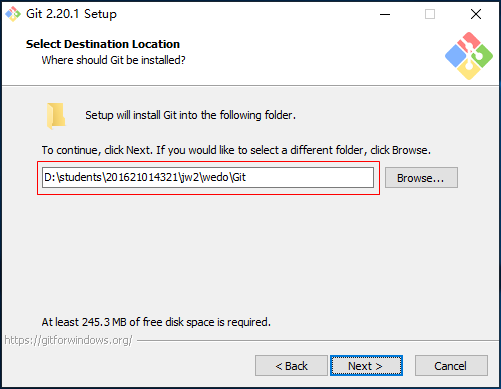 Git 2.20.1 Setup
Select Destination Location
Where should Git be installed?
Setup will install Git into the following folder.
To continue, click Next. If you would like to select a different folder, click Browse.
D:\students\201621014321\jw2\wedo\Git
Browse...
At least 245.3 MB of free disk space is required.
https://gitforwindows.org/
< Back
Next >
Cancel